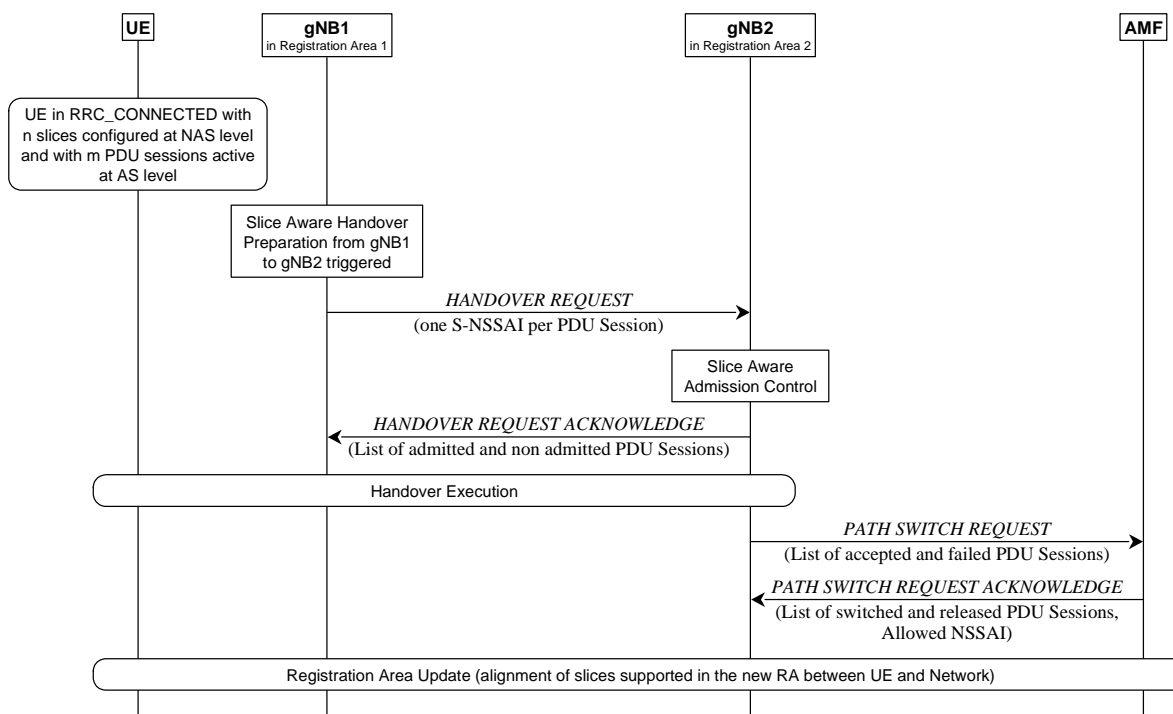 UE
gNB1
in Registration Area 1
gNB2
in Registration Area 2
AMF
UE in RRC_CONNECTED with
n slices configured at NAS level
and with m PDU sessions active
at AS level
Slice Aware Handover
Preparation from gNB1
to gNB2 triggered
HANDOVER REQUEST
(one S-NSSAI per PDU Session)
Slice Aware
Admission Control
HANDOVER REQUEST ACKNOWLEDGE
(List of admitted and non admitted PDU Sessions)
Handover Execution
PATH SWITCH REQUEST
(List of accepted and failed PDU Sessions)
PATH SWITCH REQUEST ACKNOWLEDGE
(List of switched and released PDU Sessions,
Allowed NSSAI)
Registration Area Update (alignment of slices supported in the new RA between UE and Network)